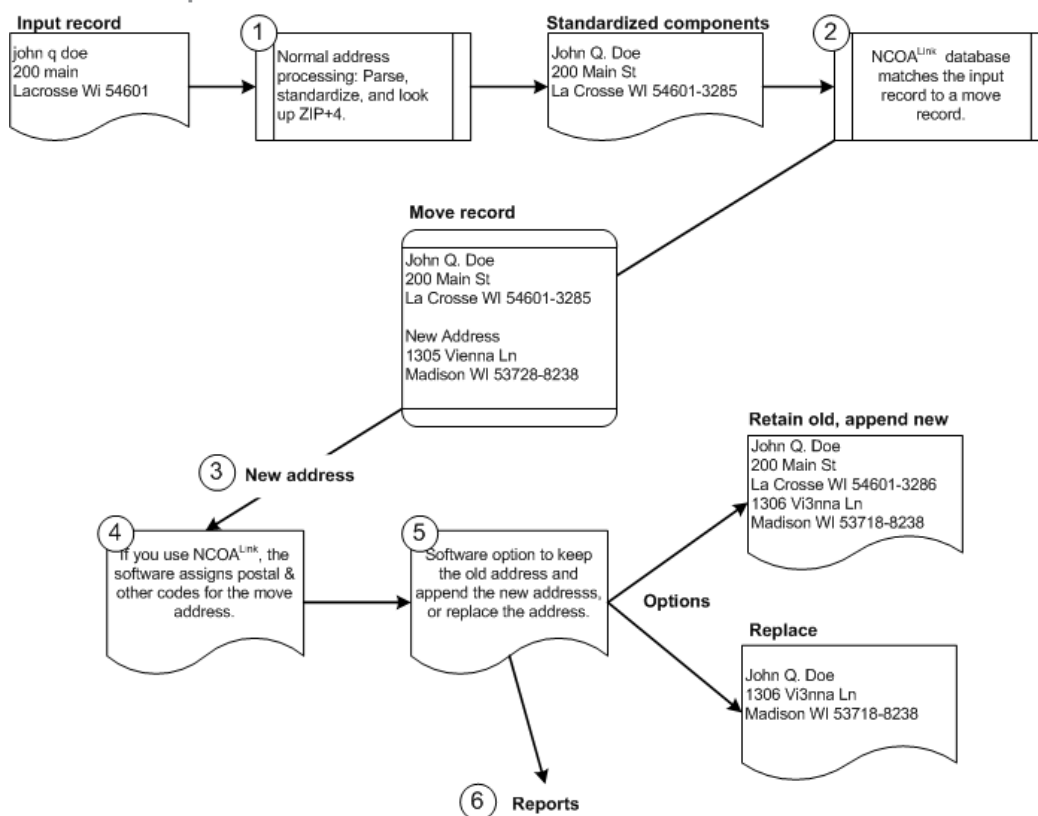 Input record
john q doe
200 main
Lacrosse Wi 54601
1
Normal address
processing: Parse,
standardize, and look
up ZIP+4.
Standardized components
John Q. Doe
200 Main St
La Crosse WI 54601-3285
2
NCOALink database
matches the input
record to a move
record.
Move record
John Q. Doe
200 Main St
La Crosse WI 54601-3285
New Address
1305 Vienna Ln
Madison WI 53728-8238
3 New address
4
If you use NCOALink, the
software assigns postal &
other codes for the move
address.
5
Software option to keep
the old address and
append the new addresss,
or replace the address.
Options
Retain old, append new
John Q. Doe
200 Main St
La Crosse WI 54601-3286
1306 Vi3nna Ln
Madison WI 53718-8238
Replace
John Q. Doe
1306 Vi3nna Ln
Madison WI 53718-8238
6 Reports